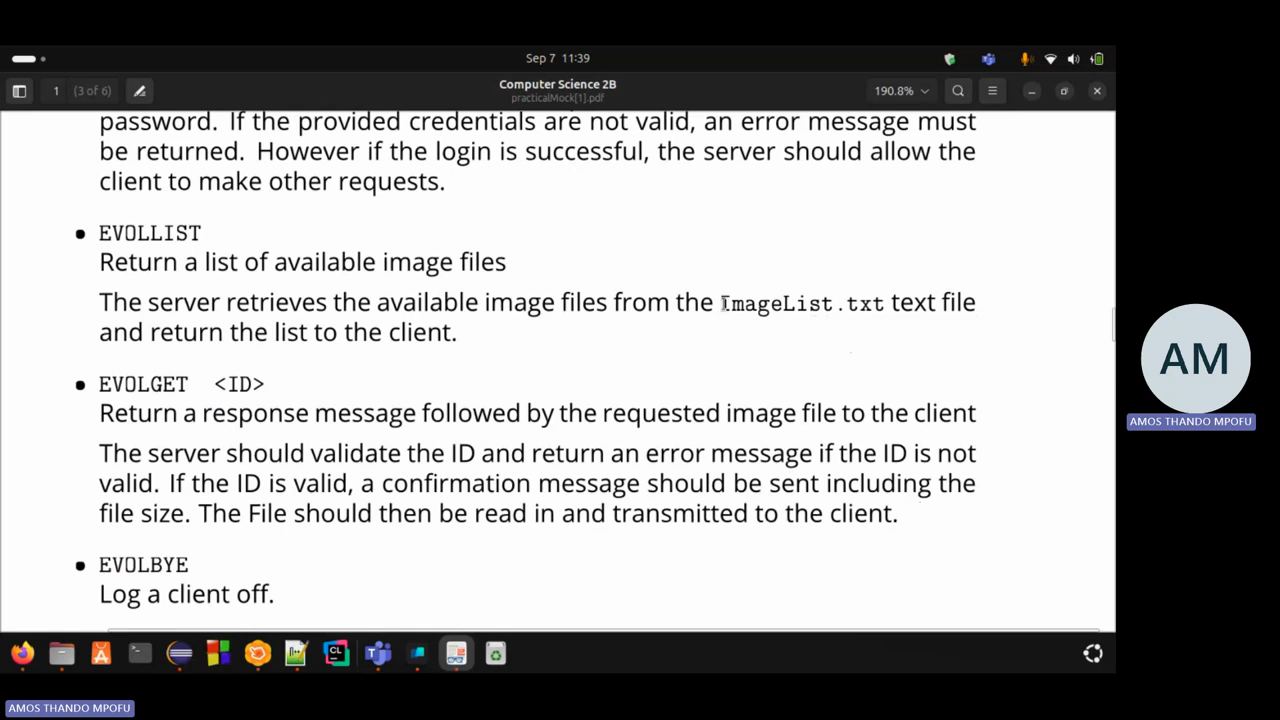 Sep 7 11:39
1 (3 of 6)
Computer Science 2B
practicalMock[1].pdf
190.8%
password. If the provided credentials are not valid, an error message must
be returned. However if the login is successful, the server should allow the
client to make other requests.
• EVOLLIST
Return a list of available image files
The server retrieves the available image files from the ImageList.txt text file
and return the list to the client.
• EVOLGET <ID>
Return a response message followed by the requested image file to the client
The server should validate the ID and return an error message if the ID is not
valid. If the ID is valid, a confirmation message should be sent including the
file size. The File should then be read in and transmitted to the client.
• EVOLBYE
Log a client off.
CL
AM
AMOS THANDO MPOFU
AMOS THANDO MPOFU